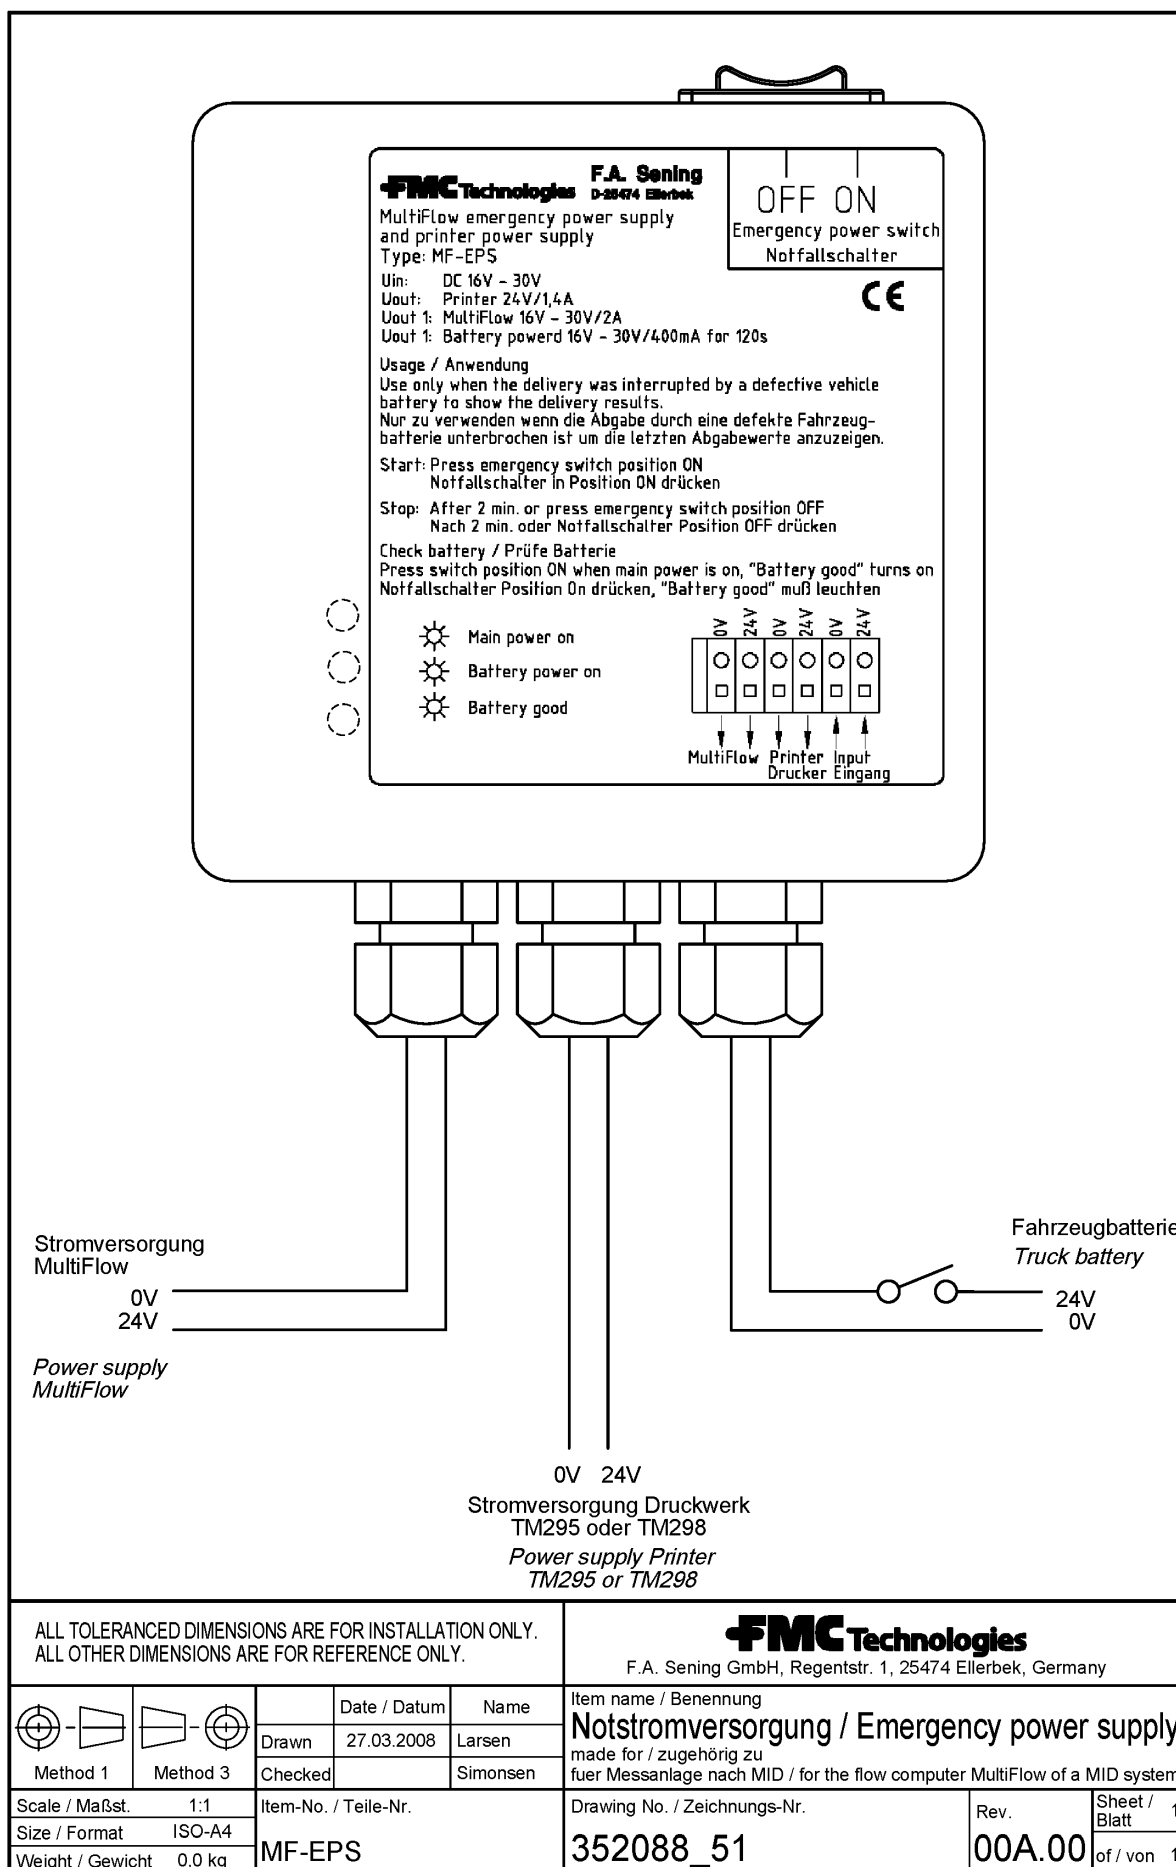 FMC Technologies
F.A. Sening
D-25474 Ellerbek
OFF ON
Emergency power switch
Notfallschalter
MultiFlow emergency power supply
and printer power supply
Type: MF-EPS
CE
Uin: DC 16V - 30V
Uout: Printer 24V/1,4A
Uout 1: MultiFlow 16V - 30V/2A
Uout 1: Battery powerd 16V - 30V/400mA for 120s
Usage / Anwendung
Use only when the delivery was interrupted by a defective vehicle
battery to show the delivery results.
Nur zu verwenden wenn die Abgabe durch eine defekte Fahrzeug-
batterie unterbrochen ist um die letzten Abgabewerte anzuzeigen.
Start: Press emergency switch position ON
Notfallschalter in Position ON drücken
Stop: After 2 min. or press emergency switch position OFF
Nach 2 min. oder Notfallschalter Position OFF drücken
Check battery / Prüfe Batterie
Press switch position ON when main power is on, "Battery good" turns on
Notfallschalter Position On drücken, "Battery good" muß leuchten
Main power on
Battery power on
Battery good
0V 24V 0V 24V 0V 24V
MultiFlow Printer Input
Drucker Eingang
Stromversorgung
MultiFlow
0V
24V
Power supply
MultiFlow
Fahrzeugbatterie
Truck battery
24V
0V
0V 24V
Stromversorgung Druckwerk
TM295 oder TM298
Power supply Printer
TM295 or TM298
ALL TOLERANCED DIMENSIONS ARE FOR INSTALLATION ONLY.
ALL OTHER DIMENSIONS ARE FOR REFERENCE ONLY.
FMC Technologies
F.A. Sening GmbH, Regentstr. 1, 25474 Ellerbek, Germany
Method 1 Method 3
Date / Datum Name
Drawn 27.03.2008 Larsen
Checked Simonsen
Item name / Benennung
Notstromversorgung / Emergency power supply
made for / zugehörig zu
fuer Messanlage nach MID / for the flow computer MultiFlow of a MID system
Scale / Maßst. 1:1
Size / Format ISO-A4
Weight / Gewicht 0.0 kg
Item-No. / Teile-Nr.
MF-EPS
Drawing No. / Zeichnungs-Nr.
352088_51
Rev.
00A.00
Sheet /
Blatt 1
of / von 1